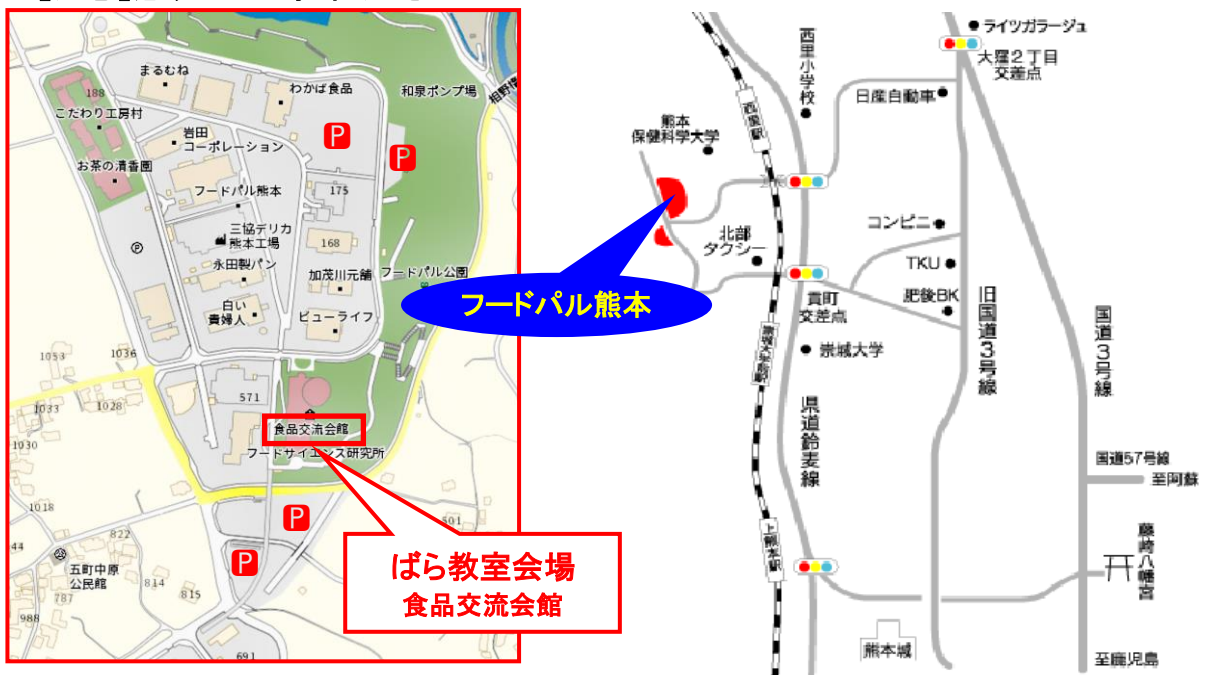 まるむね
わかば食品
和泉ポンプ場
相野橋
188
こだわり工房村
岩田
コーポレーション
P
P
お茶の清香園
フードパル熊本
175
三協デリカ
熊本工場
168
P
永田製パン
加茂川元舗
フードパル公園
白い
貴婦人
ビューライフ
1053
1036
571
1033
1028
食品交流会館
1030
フードサイエンス研究所
1018
P
501
822
44
五町中原
公民館
P
814
787
815
988
691
ばら教室会場
食品交流会館
フードパル熊本
ライツガラージュ
大窪2丁目
交差点
西里小学校
日産自動車
西里駅
熊本
保健科学大学
コンビニ
北部
タクシー
TKU
肥後BK
貢町
交差点
旧国道3号線
国道3号線
崇城大学
県道鈴麦線
国道57号線
至阿蘇
上熊本駅
藤崎八幡宮
熊本城
至鹿児島